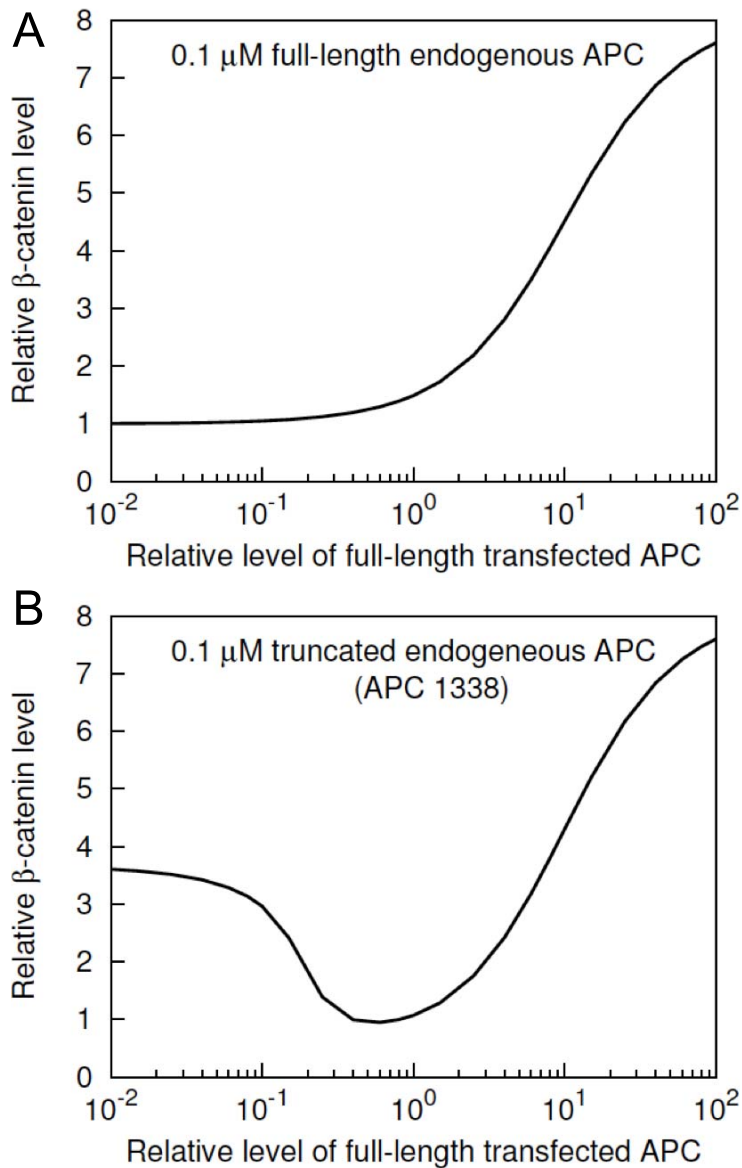 A
0.1 μM full-length endogenous APC
Relative β-catenin level
8
7
6
5
4
3
2
1
0
10⁻² 10⁻¹ 10⁰ 10¹ 10²
Relative level of full-length transfected APC
B
0.1 μM truncated endogeneous APC
(APC 1338)
Relative β-catenin level
8
7
6
5
4
3
2
1
0
10⁻² 10⁻¹ 10⁰ 10¹ 10²
Relative level of full-length transfected APC